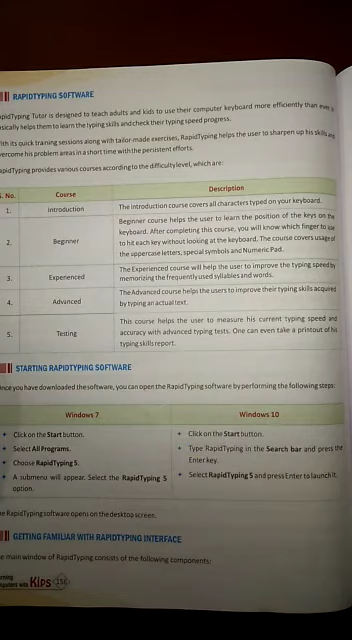 RAPIDTYPING SOFTWARE
apidTyping Tutor is designed to teach adults and kids to use their computer keyboard more efficiently than ever
asically helps them to learn the typing skills and check their typing speed progress.
ith its quick training sessions along with tailor-made exercises, RapidTyping helps the user to sharpen up his skills and
vercome his problem areas in a short time with the persistent efforts.
apidTyping provides various courses according to the difficulty level, which are:
S. No. Course Description
1. Introduction The introduction course covers all characters typed on your keyboard.
2. Beginner Beginner course helps the user to learn the position of the keys on the
keyboard. After completing this course, you will know which finger to use
to hit each key without looking at the keyboard. The course covers usage of
the uppercase letters, special symbols and Numeric Pad.
3. Experienced The Experienced course will help the user to improve the typing speed by
memorizing the frequently used syllables and words.
4. Advanced The Advanced course helps the users to improve their typing skills acquired
by typing an actual text.
5. Testing This course helps the user to measure his current typing speed and
accuracy with advanced typing tests. One can even take a printout of his
typing skills report.
STARTING RAPIDTYPING SOFTWARE
nce you have downloaded the software, you can open the RapidTyping software by performing the following steps:
Windows 7 Windows 10
Click on the Start button.
Select All Programs.
Choose RapidTyping 5.
A submenu will appear. Select the RapidTyping 5
option.
Click on the Start button.
Type RapidTyping in the Search bar and press the
Enter key.
Select RapidTyping 5 and press Enter to launch it.
he RapidTyping software opens on the desktop screen.
GETTING FAMILIAR WITH RAPIDTYPING INTERFACE
e main window of RapidTyping consists of the following components:
rning
mputers with Kips